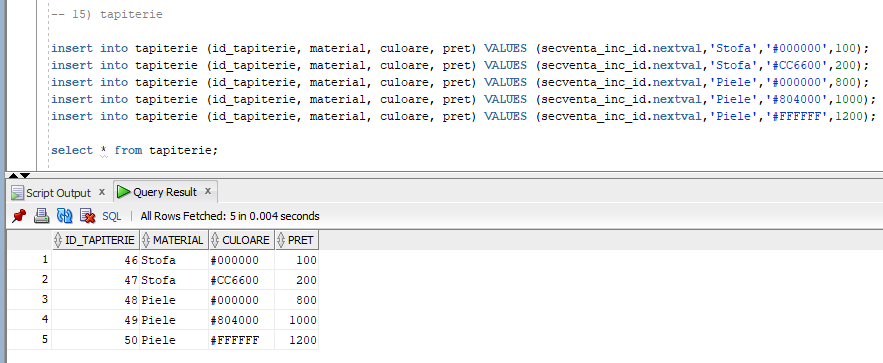 -- 15) tapiterie
insert into tapiterie (id_tapiterie, material, culoare, pret) VALUES (secventa_inc_id.nextval,'Stofa','#000000',100);
insert into tapiterie (id_tapiterie, material, culoare, pret) VALUES (secventa_inc_id.nextval,'Stofa','#CC6600',200);
insert into tapiterie (id_tapiterie, material, culoare, pret) VALUES (secventa_inc_id.nextval,'Piele','#000000',800);
insert into tapiterie (id_tapiterie, material, culoare, pret) VALUES (secventa_inc_id.nextval,'Piele','#804000',1000);
insert into tapiterie (id_tapiterie, material, culoare, pret) VALUES (secventa_inc_id.nextval,'Piele','#FFFFFF',1200);
select * from tapiterie;
Script Output x Query Result x
SQL | All Rows Fetched: 5 in 0.004 seconds
ID_TAPITERIE MATERIAL CULOARE PRET
1 46 Stofa #000000 100
2 47 Stofa #CC6600 200
3 48 Piele #000000 800
4 49 Piele #804000 1000
5 50 Piele #FFFFFF 1200